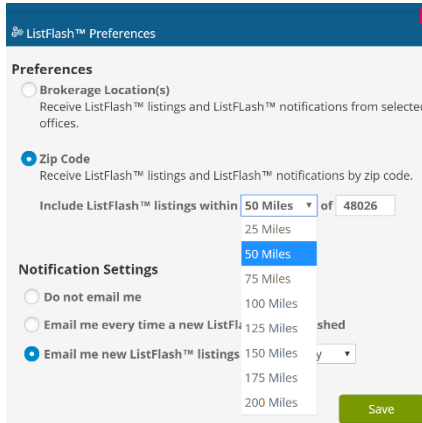 ListFlash™ Preferences
Preferences
Brokerage Location(s)
Receive ListFlash™ listings and ListFLash™ notifications from selected
offices.
Zip Code
Receive ListFlash™ listings and ListFlash™ notifications by zip code.
Include ListFlash™ listings within 50 Miles of 48026
25 Miles
50 Miles
75 Miles
100 Miles
125 Miles
150 Miles
175 Miles
200 Miles
Notification Settings
Do not email me
Email me every time a new ListFla shed
Email me new ListFlash™ listings y
Save